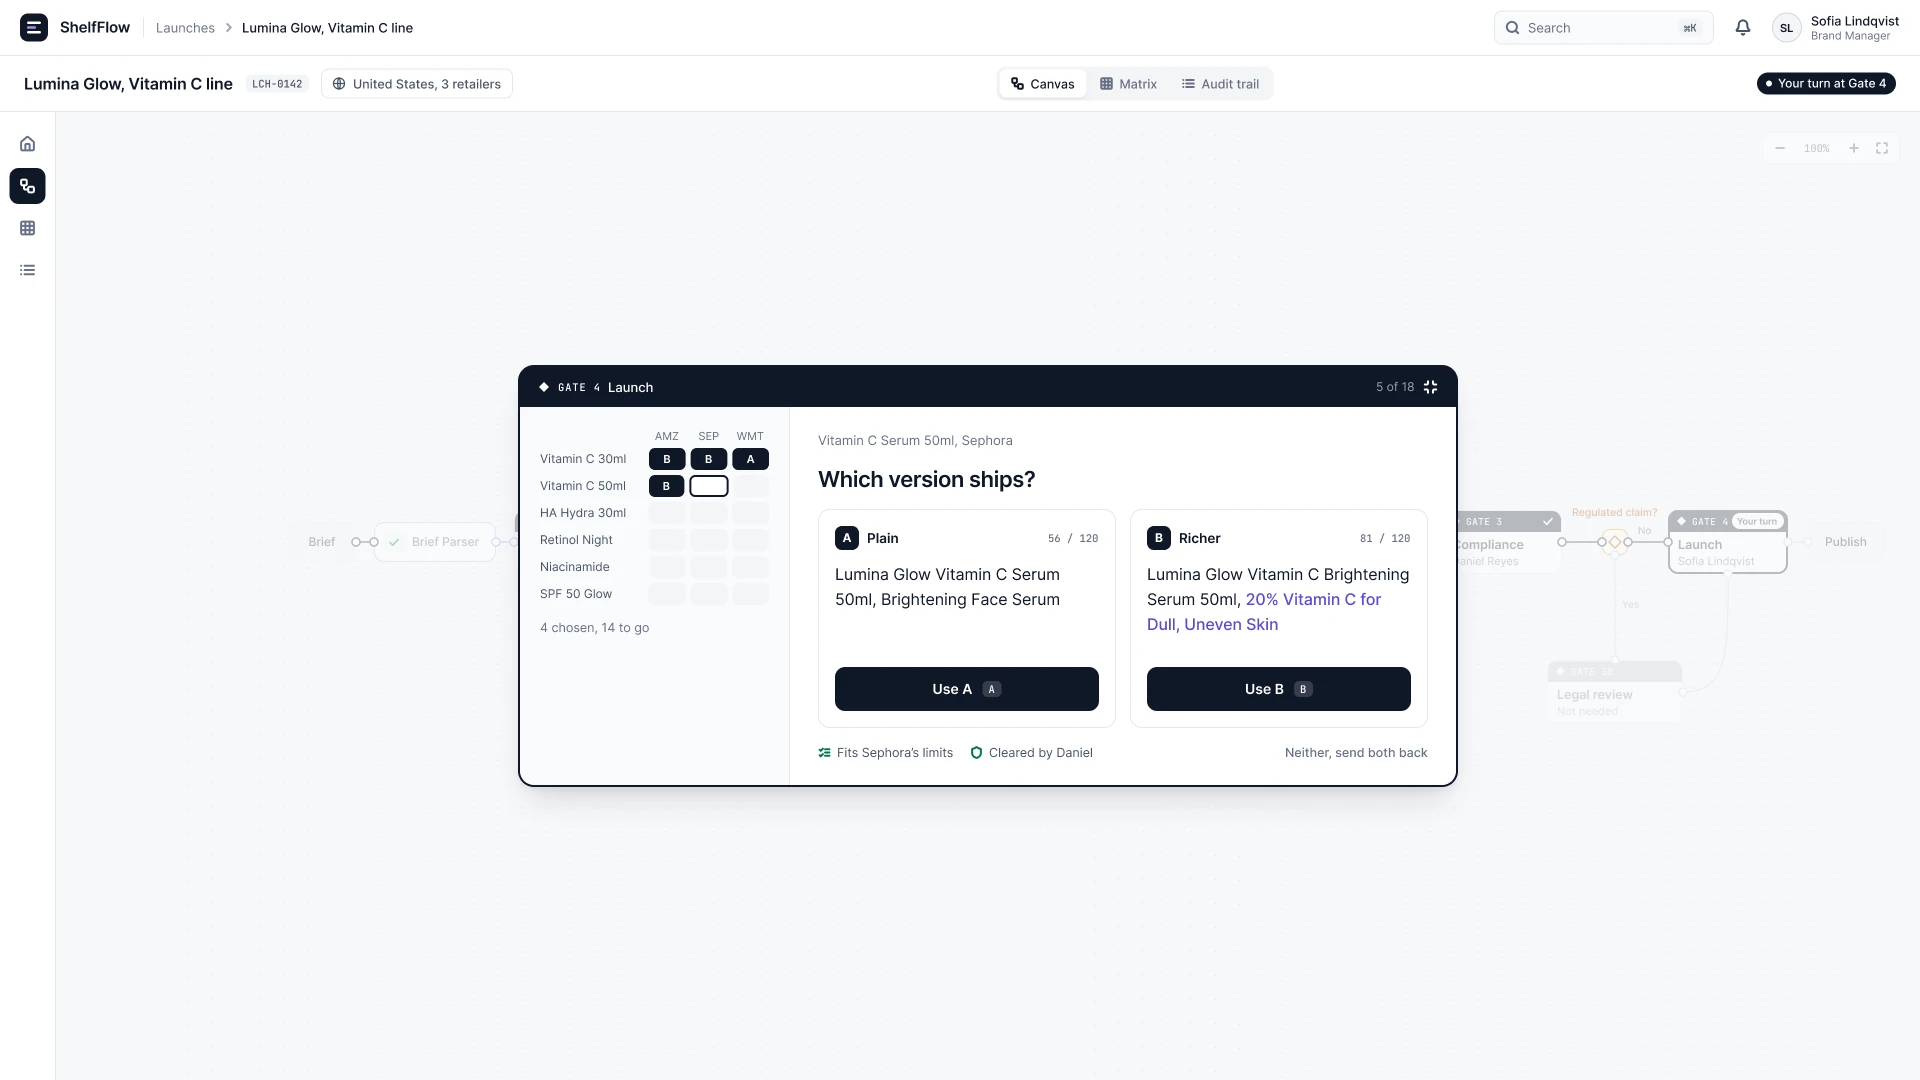 ShelfFlow
Launches
Lumina Glow, Vitamin C line
Search
⌘K
SL
Sofia Lindqvist
Brand Manager
Lumina Glow, Vitamin C line
LCH-0142
United States, 3 retailers
Canvas
Matrix
Audit trail
Your turn at Gate 4
100%
GATE 4 Launch
5 of 18
AMZ SEP WMT
Vitamin C 30ml B B A
Vitamin C 50ml B
HA Hydra 30ml
Retinol Night
Niacinamide
SPF 50 Glow
4 chosen, 14 to go
Vitamin C Serum 50ml, Sephora
Which version ships?
A Plain 56 / 120
Lumina Glow Vitamin C Serum
50ml, Brightening Face Serum
Use A A
B Richer 81 / 120
Lumina Glow Vitamin C Brightening
Serum 50ml, 20% Vitamin C for
Dull, Uneven Skin
Use B B
Fits Sephora's limits
Cleared by Daniel
Neither, send both back
Brief
Brief Parser
GATE 3
Compliance
Daniel Reyes
Regulated claim?
No
Yes
GATE 4 Your turn
Launch
Sofia Lindqvist
Publish
Legal review
Not needed